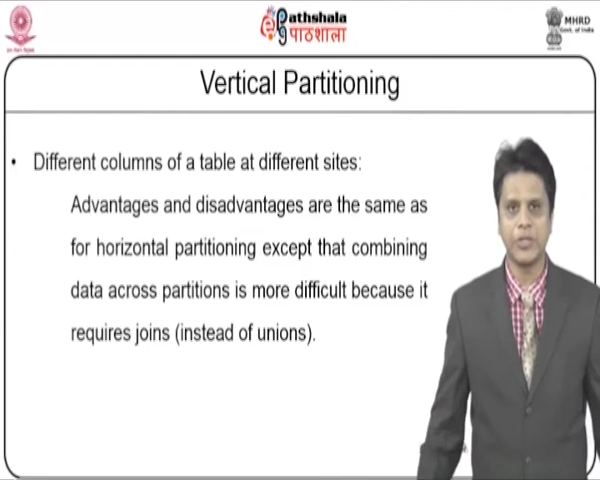 Pathshala
पाठशाला
MHRD
Govt. of India
Vertical Partitioning
• Different columns of a table at different sites:
Advantages and disadvantages are the same as
for horizontal partitioning except that combining
data across partitions is more difficult because it
requires joins (instead of unions).